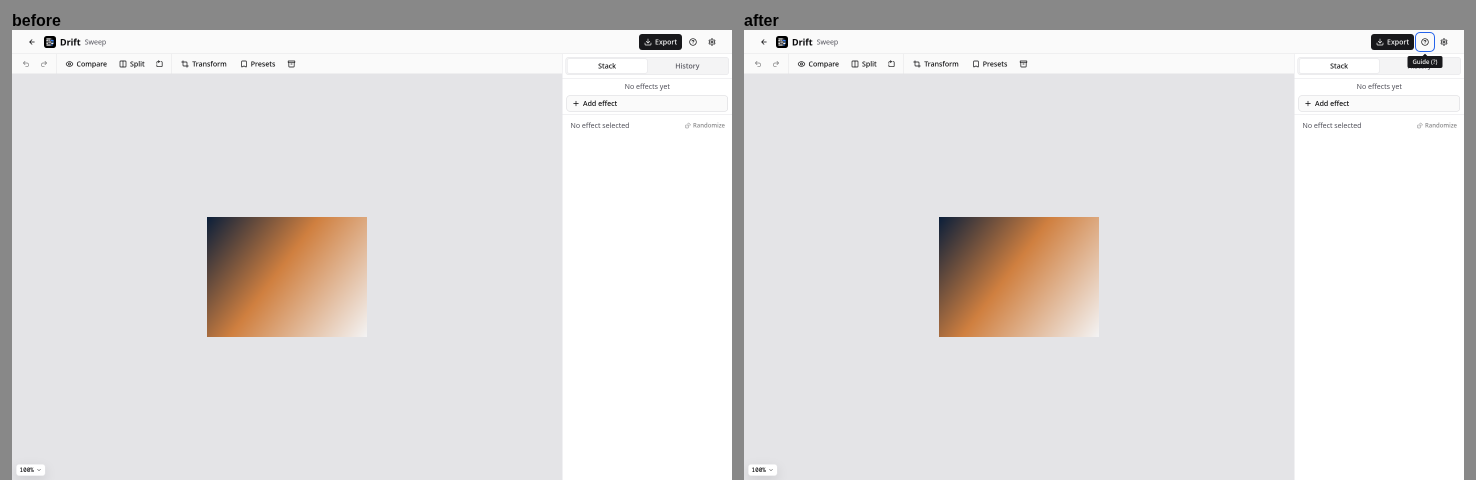 before
Drift Sweep Export
Compare Split Transform Presets
Stack History
No effects yet
Add effect
No effect selected Randomize
100%
after
Drift Sweep Export
Guide (?)
Compare Split Transform Presets
Stack
No effects yet
Add effect
No effect selected Randomize
100%